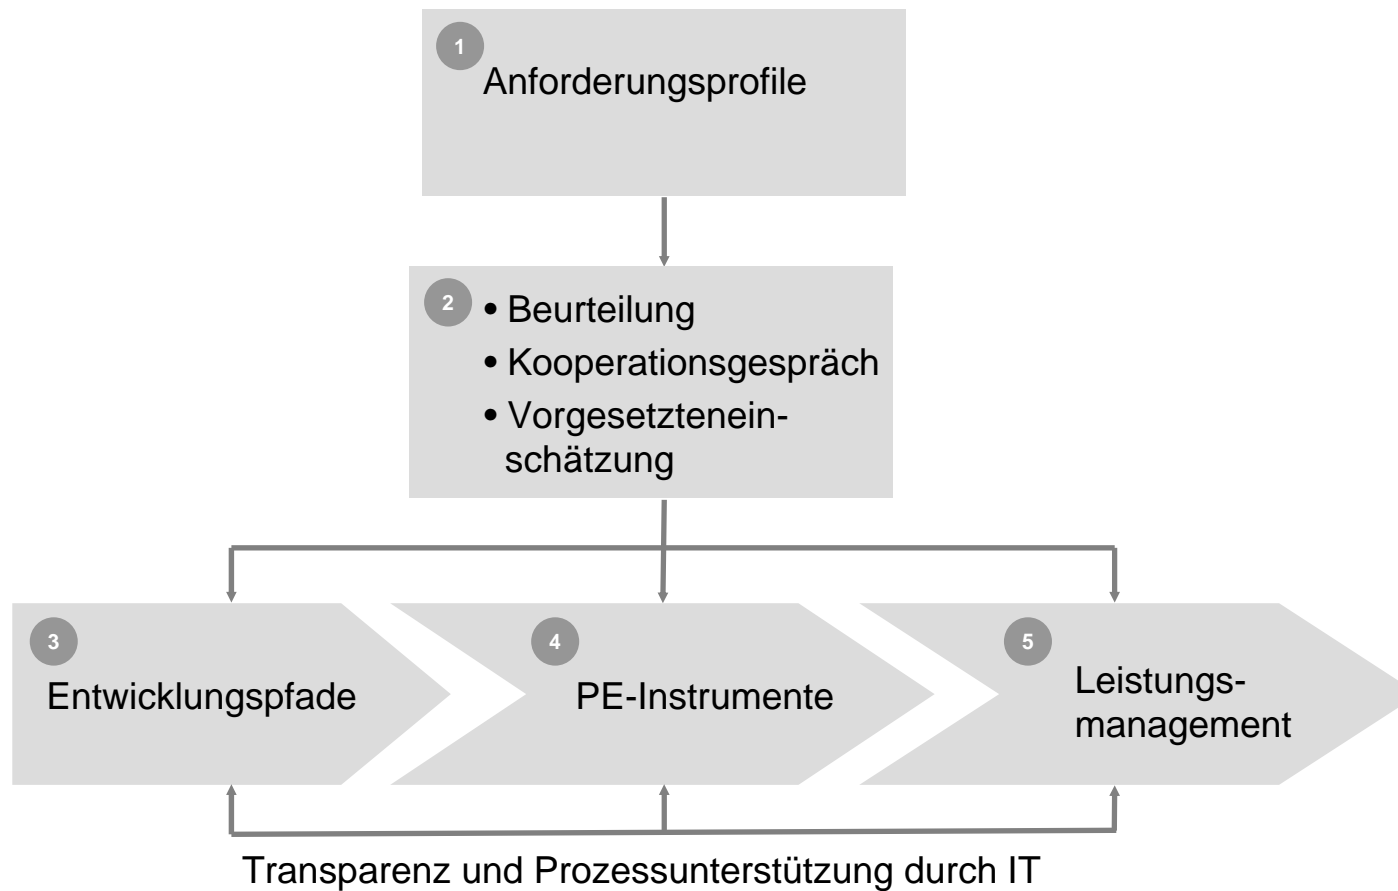 1
Anforderungsprofile
2
• Beurteilung
• Kooperationsgespräch
• Vorgesetztenein-
schätzung
3
Entwicklungspfade
4
PE-Instrumente
5
Leistungs-
management
Transparenz und Prozessunterstützung durch IT